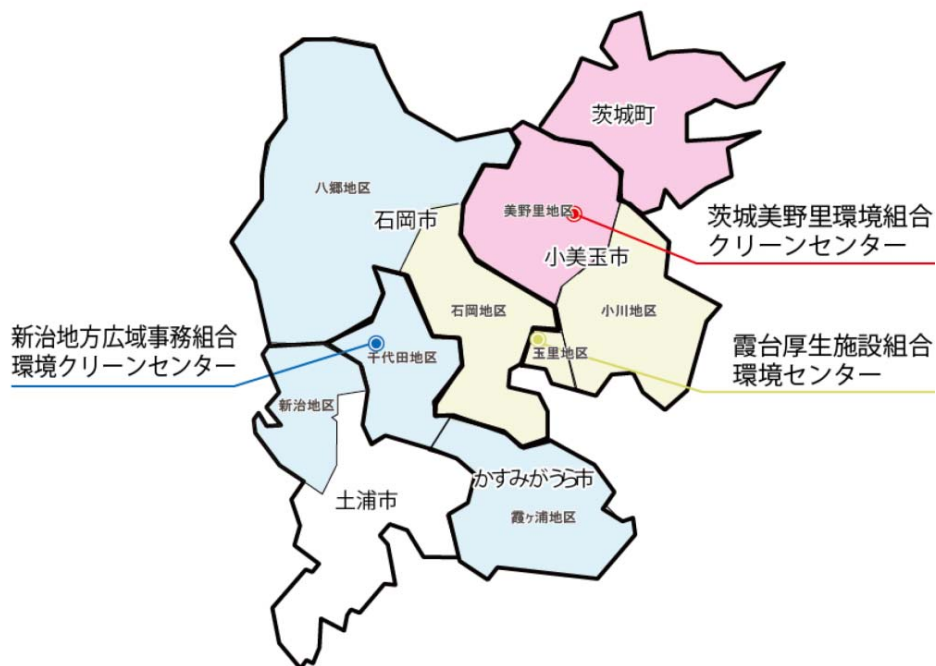 茨城町
八郷地区
美野里地区
石岡市
茨城美野里環境組合
クリーンセンター
小美玉市
石岡地区
小川地区
新治地方広域事務組合
環境クリーンセンター
千代田地区
玉里地区
霞台厚生施設組合
環境センター
新治地区
かすみがうら市
土浦市
霞ヶ浦地区